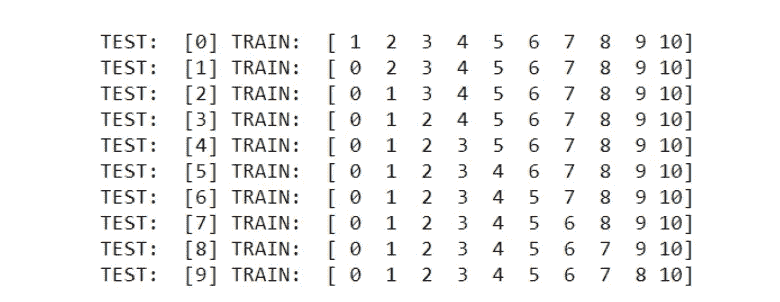 TEST:  [0] TRAIN:  [ 1  2  3  4  5  6  7  8  9 10]
TEST:  [1] TRAIN:  [ 0  2  3  4  5  6  7  8  9 10]
TEST:  [2] TRAIN:  [ 0  1  3  4  5  6  7  8  9 10]
TEST:  [3] TRAIN:  [ 0  1  2  4  5  6  7  8  9 10]
TEST:  [4] TRAIN:  [ 0  1  2  3  5  6  7  8  9 10]
TEST:  [5] TRAIN:  [ 0  1  2  3  4  6  7  8  9 10]
TEST:  [6] TRAIN:  [ 0  1  2  3  4  5  7  8  9 10]
TEST:  [7] TRAIN:  [ 0  1  2  3  4  5  6  8  9 10]
TEST:  [8] TRAIN:  [ 0  1  2  3  4  5  6  7  9 10]
TEST:  [9] TRAIN:  [ 0  1  2  3  4  5  6  7  8 10]